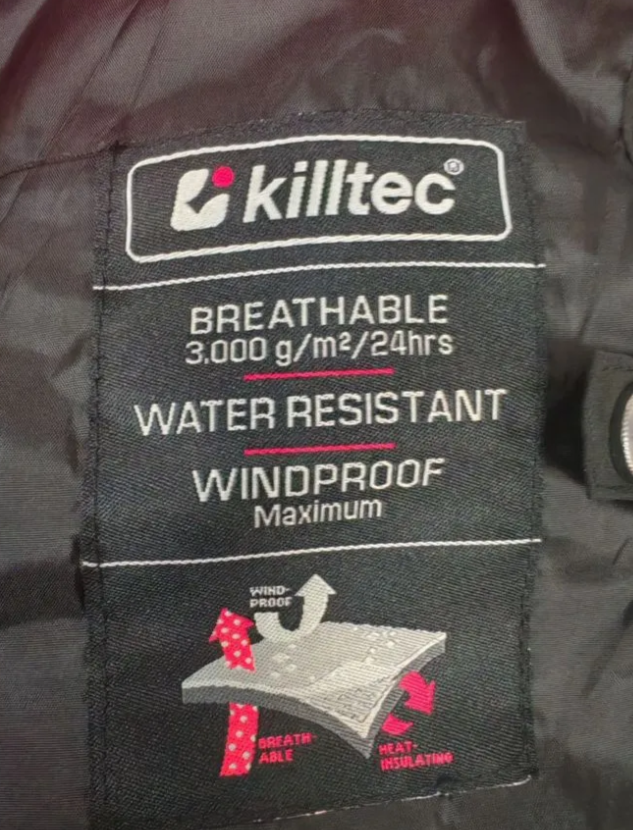 killtec®
BREATHABLE
3.000 g/m²/24hrs
WATER RESISTANT
WINDPROOF
Maximum
WIND-
PROOF
BREATH-
ABLE
HEAT-
INSULATING